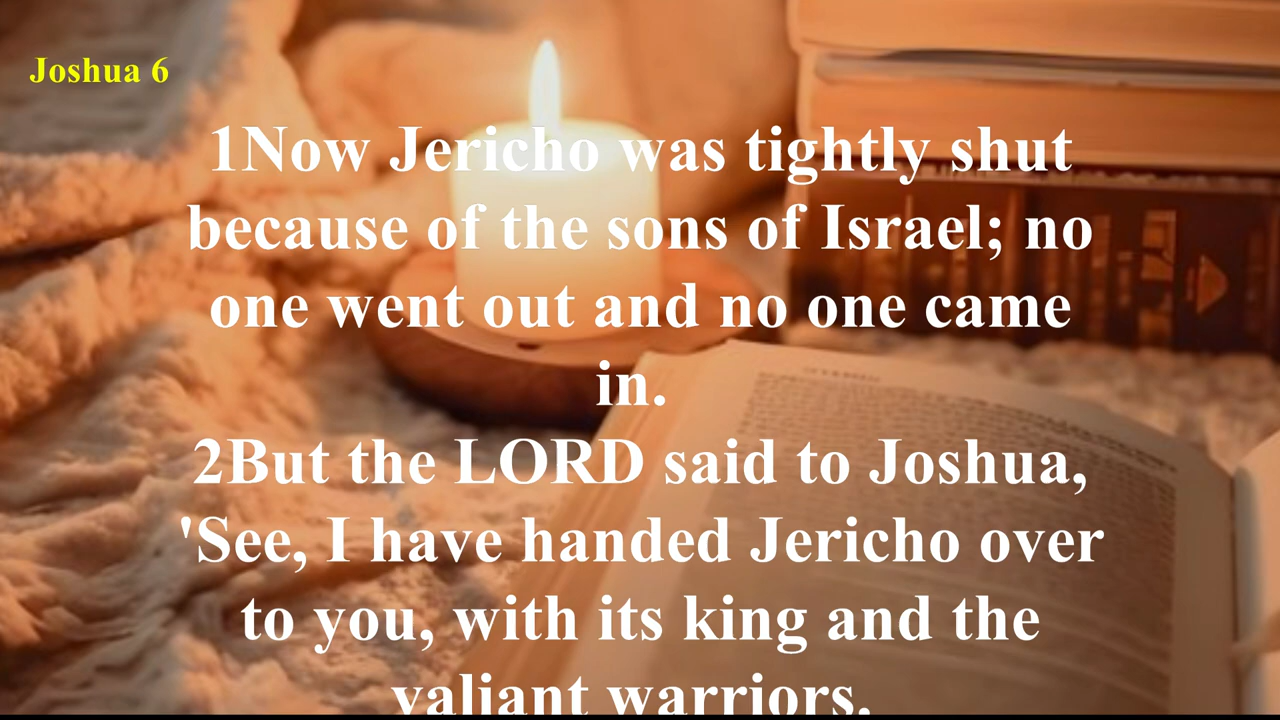 Joshua 6
1Now Jericho was tightly shut
because of the sons of Israel; no
one went out and no one came
in.
2But the LORD said to Joshua,
'See, I have handed Jericho over
to you, with its king and the
valiant warriors.